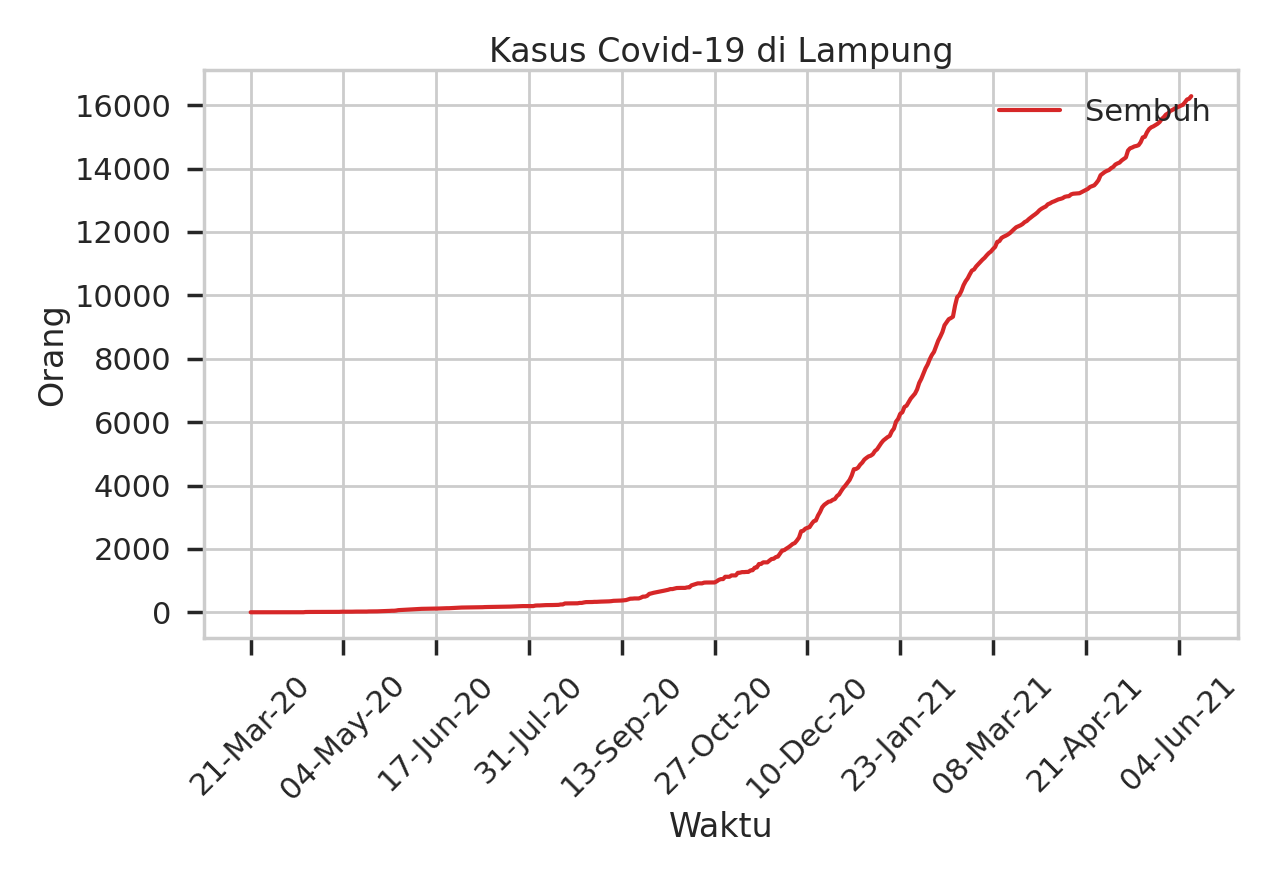 Kasus Covid-19 di Lampung
Sembuh
Orang
16000
14000
12000
10000
8000
6000
4000
2000
0
21-Mar-20
04-May-20
17-Jun-20
31-Jul-20
13-Sep-20
27-Oct-20
10-Dec-20
23-Jan-21
08-Mar-21
21-Apr-21
04-Jun-21
Waktu